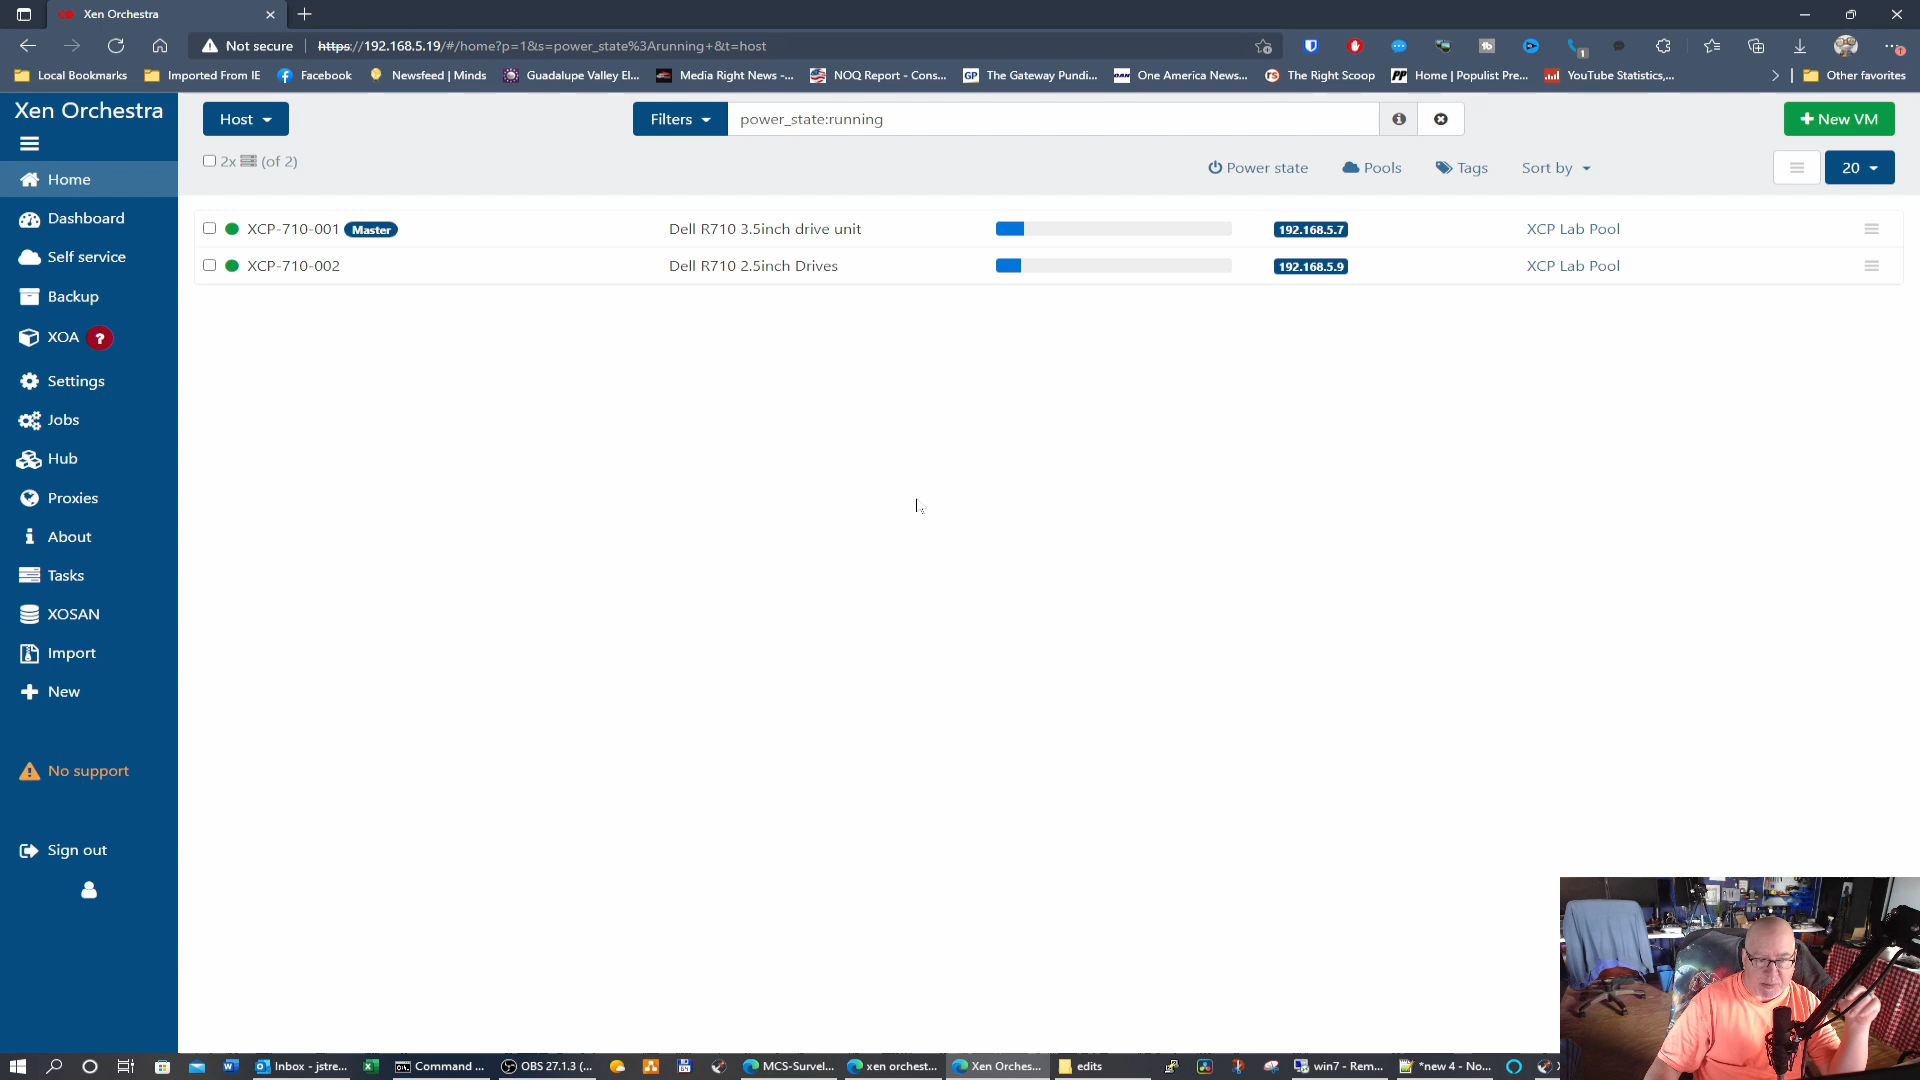 Xen Orchestra
Not secure
https://192.168.5.19/#/home?p=1&s=power_state%3Arunning+&t=host
1
Local Bookmarks
Imported From IE
Facebook
Newsfeed | Minds
Guadalupe Valley El...
Media Right News -...
NOQ Report - Cons...
The Gateway Pundi...
One America News...
The Right Scoop
Home | Populist Pre...
YouTube Statistics,...
Other favorites
Xen Orchestra
Home
Dashboard
Self service
Backup
XOA ?
Settings
Jobs
Hub
Proxies
About
Tasks
XOSAN
Import
New
No support
Sign out
Host
Filters
power_state:running
New VM
2x (of 2)
Power state
Pools
Tags
Sort by
20
XCP-710-001 Master Dell R710 3.5inch drive unit 192.168.5.7 XCP Lab Pool
XCP-710-002 Dell R710 2.5inch Drives 192.168.5.9 XCP Lab Pool
Inbox - jstre...
Command ...
OBS 27.1.3 (...
MCS-Survel...
xen orchest...
Xen Orches...
edits
win7 - Rem...
*new 4 - No...